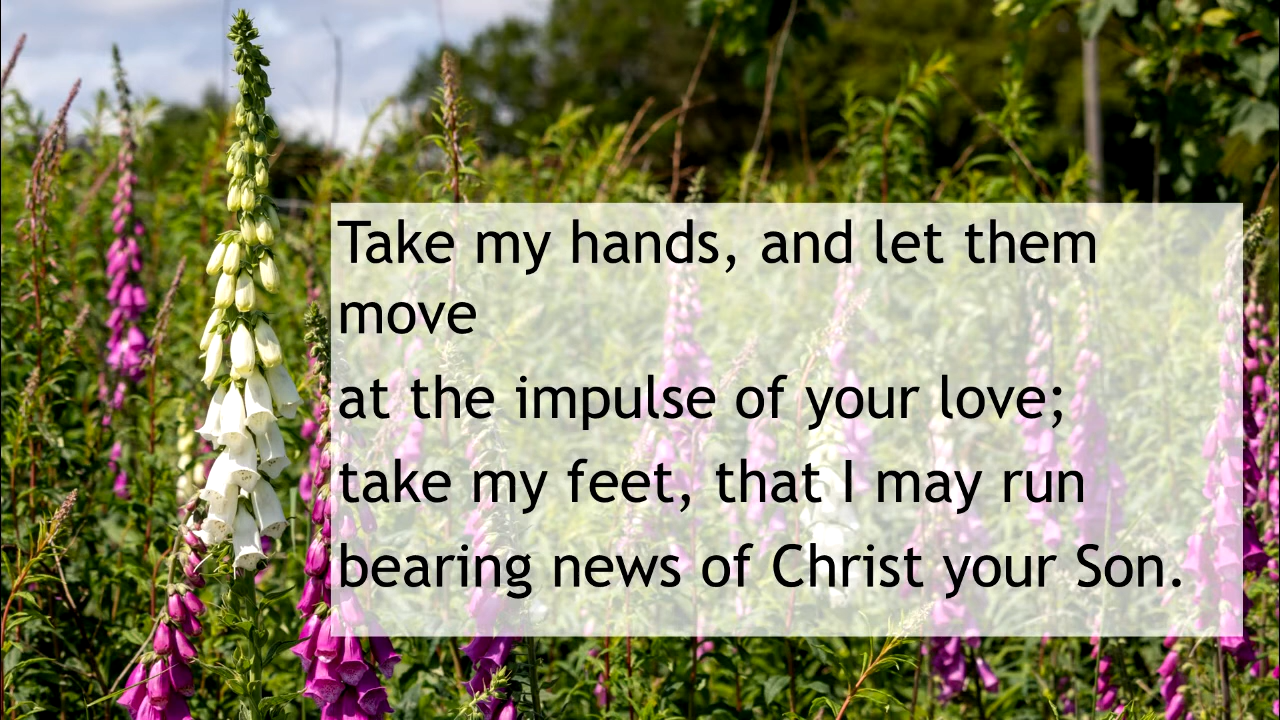 Take my hands, and let them
move
at the impulse of your love;
take my feet, that I may run
bearing news of Christ your Son.